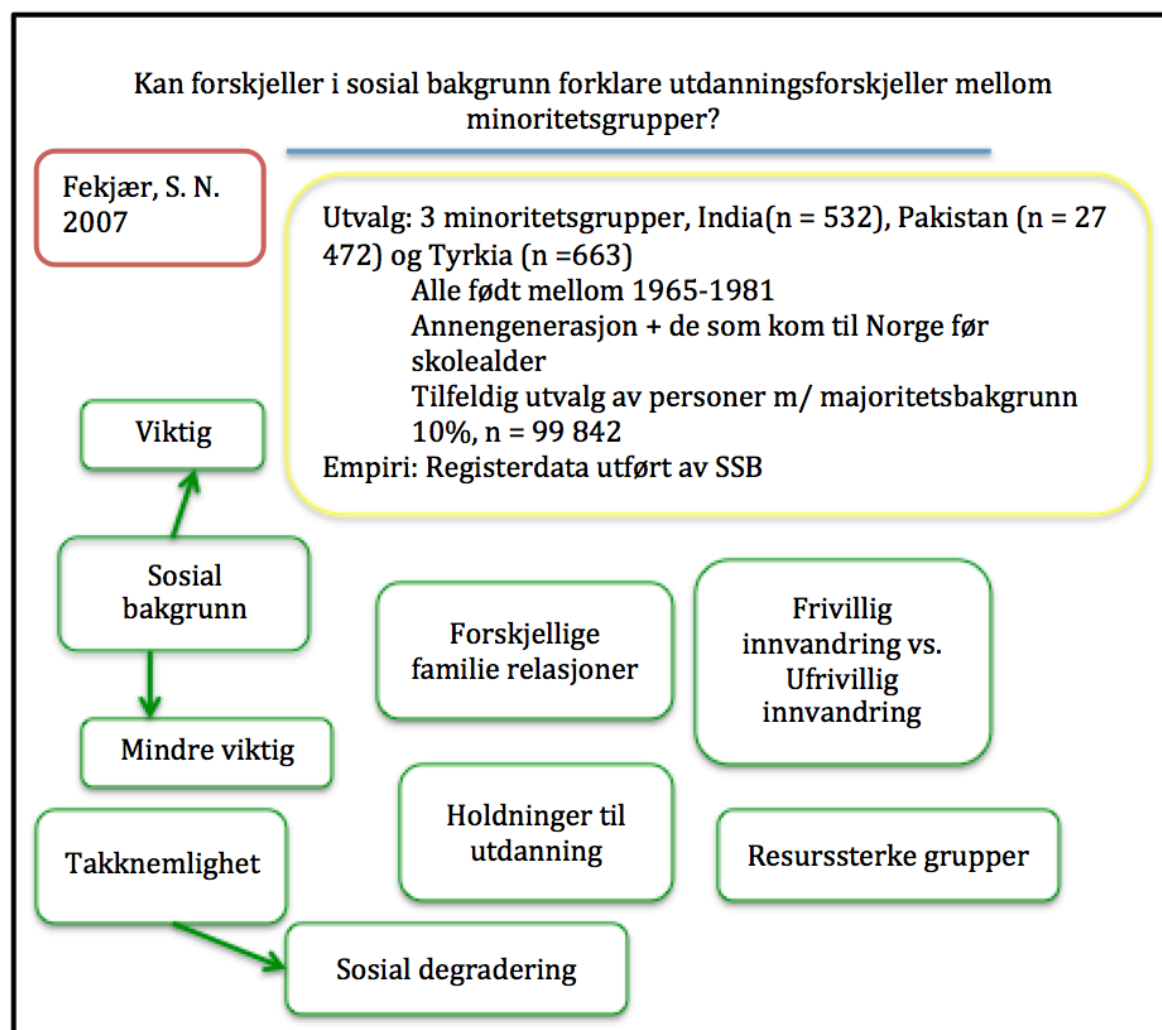 Kan forskjeller i sosial bakgrunn forklare utdanningsforskjeller mellom
minoritetsgrupper?
Fekjær, S. N.
2007
Utvalg: 3 minoritetsgrupper, India(n = 532), Pakistan (n = 27
472) og Tyrkia (n =663)
Alle født mellom 1965-1981
Annengenerasjon + de som kom til Norge før
skolealder
Tilfeldig utvalg av personer m/ majoritetsbakgrunn
10%, n = 99 842
Empiri: Registerdata utført av SSB
Viktig
Sosial
bakgrunn
Mindre viktig
Forskjellige
familie relasjoner
Frivillig
innvandring vs.
Ufrivillig
innvandring
Takknemlighet
Holdninger til
utdanning
Resurssterke grupper
Sosial degradering